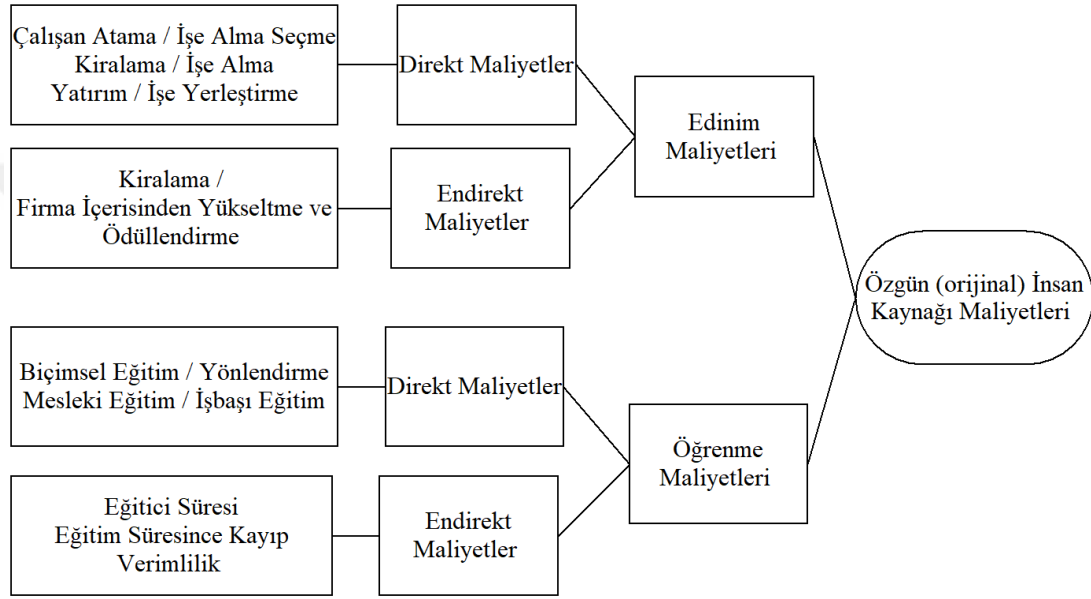 Çalışan Atama / İşe Alma Seçme
Kiralama / İşe Alma
Yatırım / İşe Yerleştirme
Direkt Maliyetler
Edinim
Maliyetleri
Kiralama /
Firma İçerisinden Yükseltme ve
Ödüllendirme
Endirekt
Maliyetler
Özgün (orijinal) İnsan
Kaynağı Maliyetleri
Biçimsel Eğitim / Yönlendirme
Mesleki Eğitim / İşbaşı Eğitim
Direkt Maliyetler
Öğrenme
Maliyetleri
Eğitici Süresi
Eğitim Süresince Kayıp
Verimlilik
Endirekt
Maliyetler